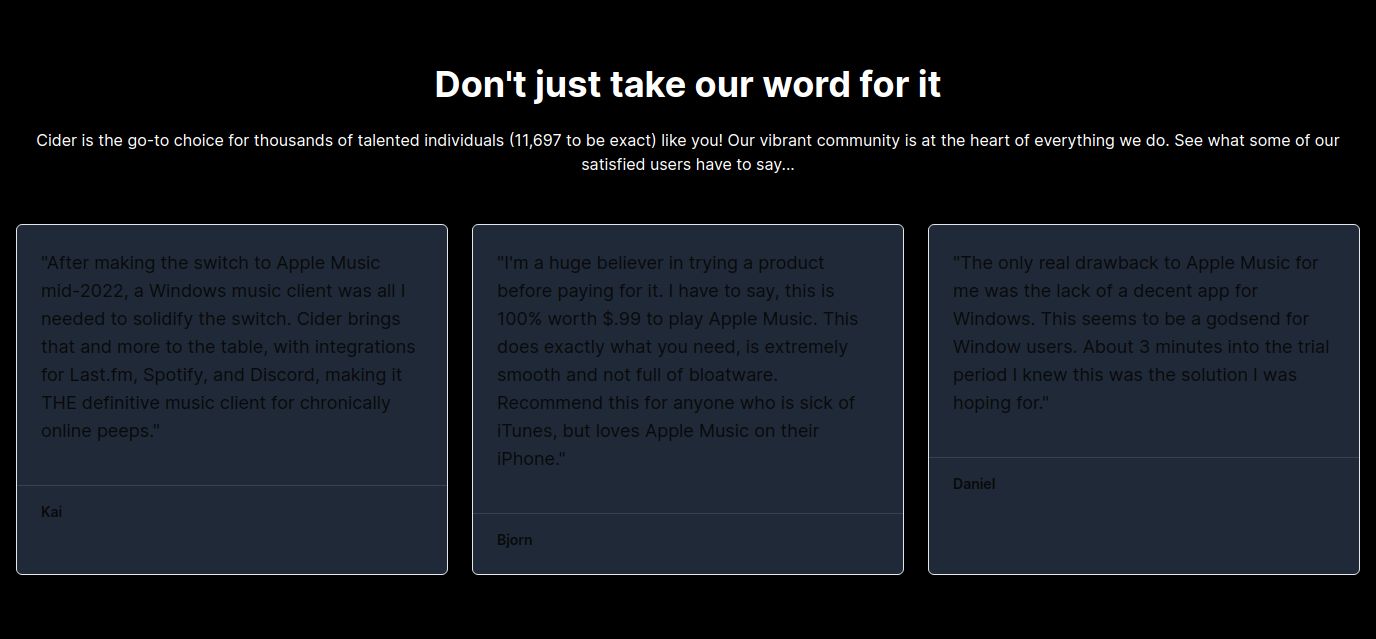 Don't just take our word for it
Cider is the go-to choice for thousands of talented individuals (11,697 to be exact) like you! Our vibrant community is at the heart of everything we do. See what some of our
satisfied users have to say...
"After making the switch to Apple Music
mid-2022, a Windows music client was all I
needed to solidify the switch. Cider brings
that and more to the table, with integrations
for Last.fm, Spotify, and Discord, making it
THE definitive music client for chronically
online peeps."
Kai
"I'm a huge believer in trying a product
before paying for it. I have to say, this is
100% worth $.99 to play Apple Music. This
does exactly what you need, is extremely
smooth and not full of bloatware.
Recommend this for anyone who is sick of
iTunes, but loves Apple Music on their
iPhone."
Bjorn
"The only real drawback to Apple Music for
me was the lack of a decent app for
Windows. This seems to be a godsend for
Window users. About 3 minutes into the trial
period I knew this was the solution I was
hoping for."
Daniel